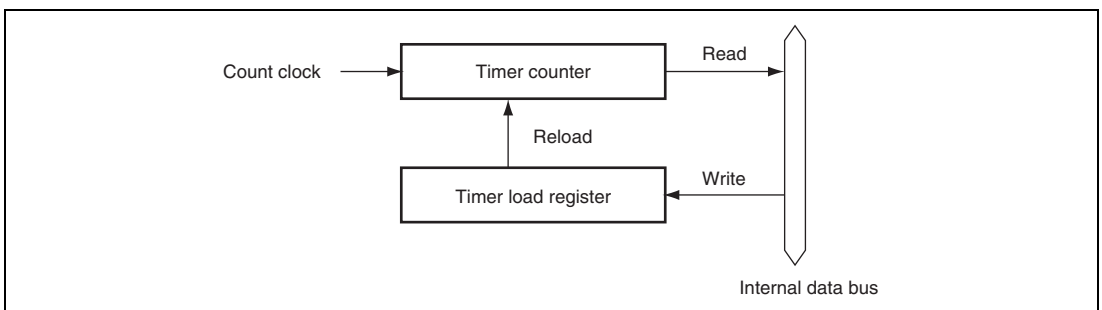 Read
Count clock
Timer counter
Reload
Write
Timer load register
Internal data bus